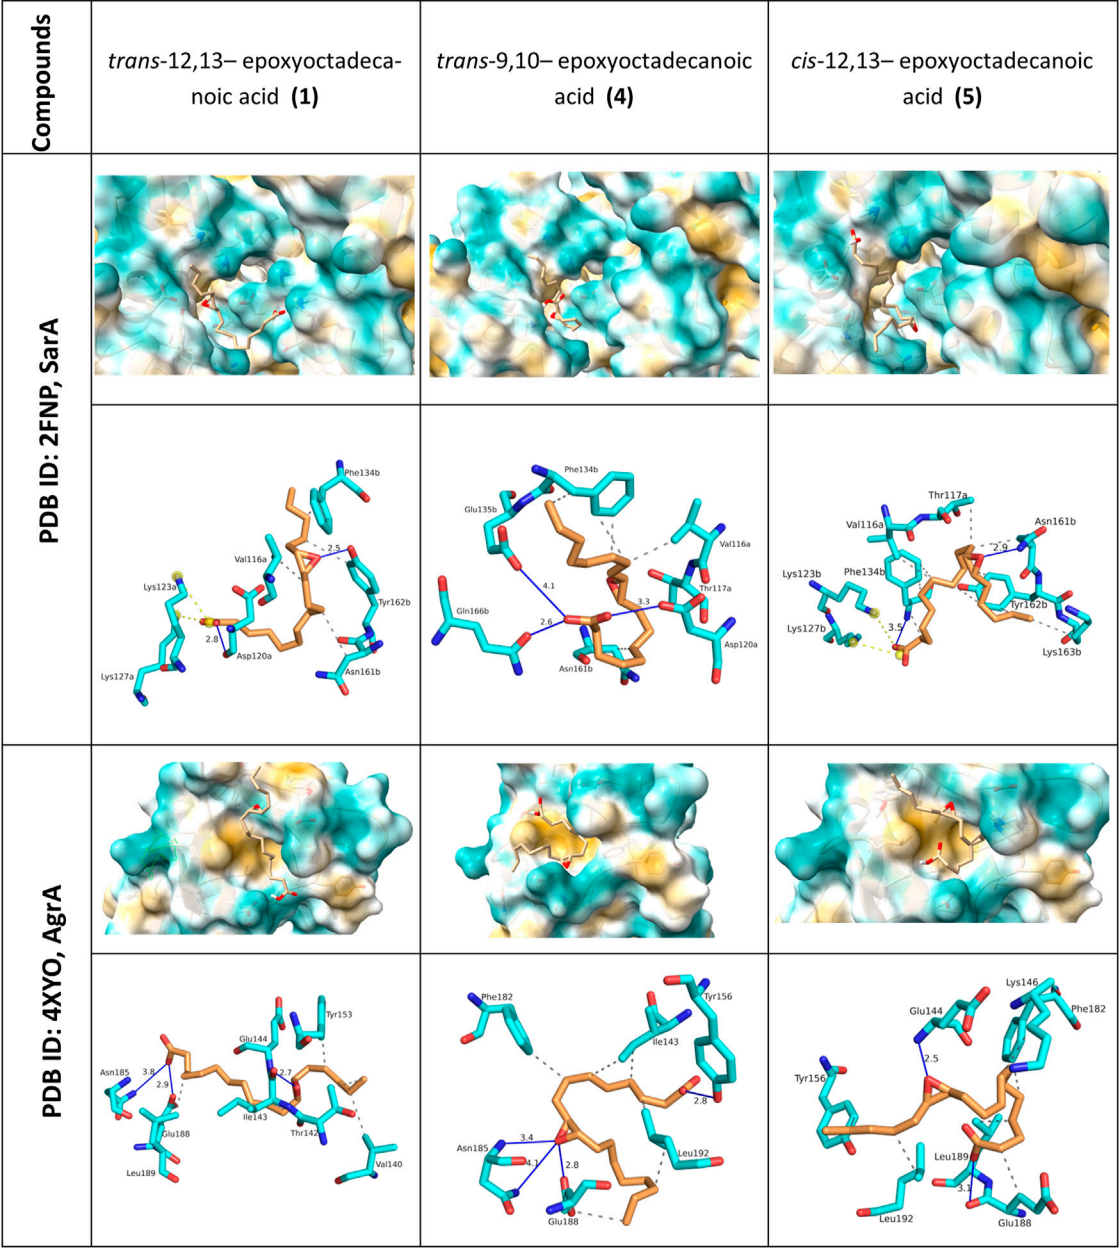 Compounds
trans-12,13– epoxyoctadeca-
noic acid (1)
trans-9,10– epoxyoctadecanoic
acid (4)
cis-12,13– epoxyoctadecanoic
acid (5)
PDB ID: 2FNP, SarA
Phe134b
2.5
Val116a
Lys123a
Tyr162b
2.8
Asp120a
Asn161b
Lys127a
Phe134b
Glu135b
Val116a
4.1
Thr117a
3.3
Gln166b
2.6
Asp120a
Asn161b
Thr117a
Val116a
Asn161b
2.9
Lys123b
Phe134b
Tyr162b
Lys127b
3.5
Lys163b
PDB ID: 4XYO, AgrA
Tyr153
Glu144
Asn185
3.8
2.7
2.9
Ile143
Glu188
Thr142
Leu189
Val140
Phe182
Tyr156
Ile143
2.8
Asn185
3.4
4.1
2.8
Leu192
Glu188
Lys146
Glu144
Phe182
2.5
Tyr156
Leu189
3.1
Leu192
Glu188